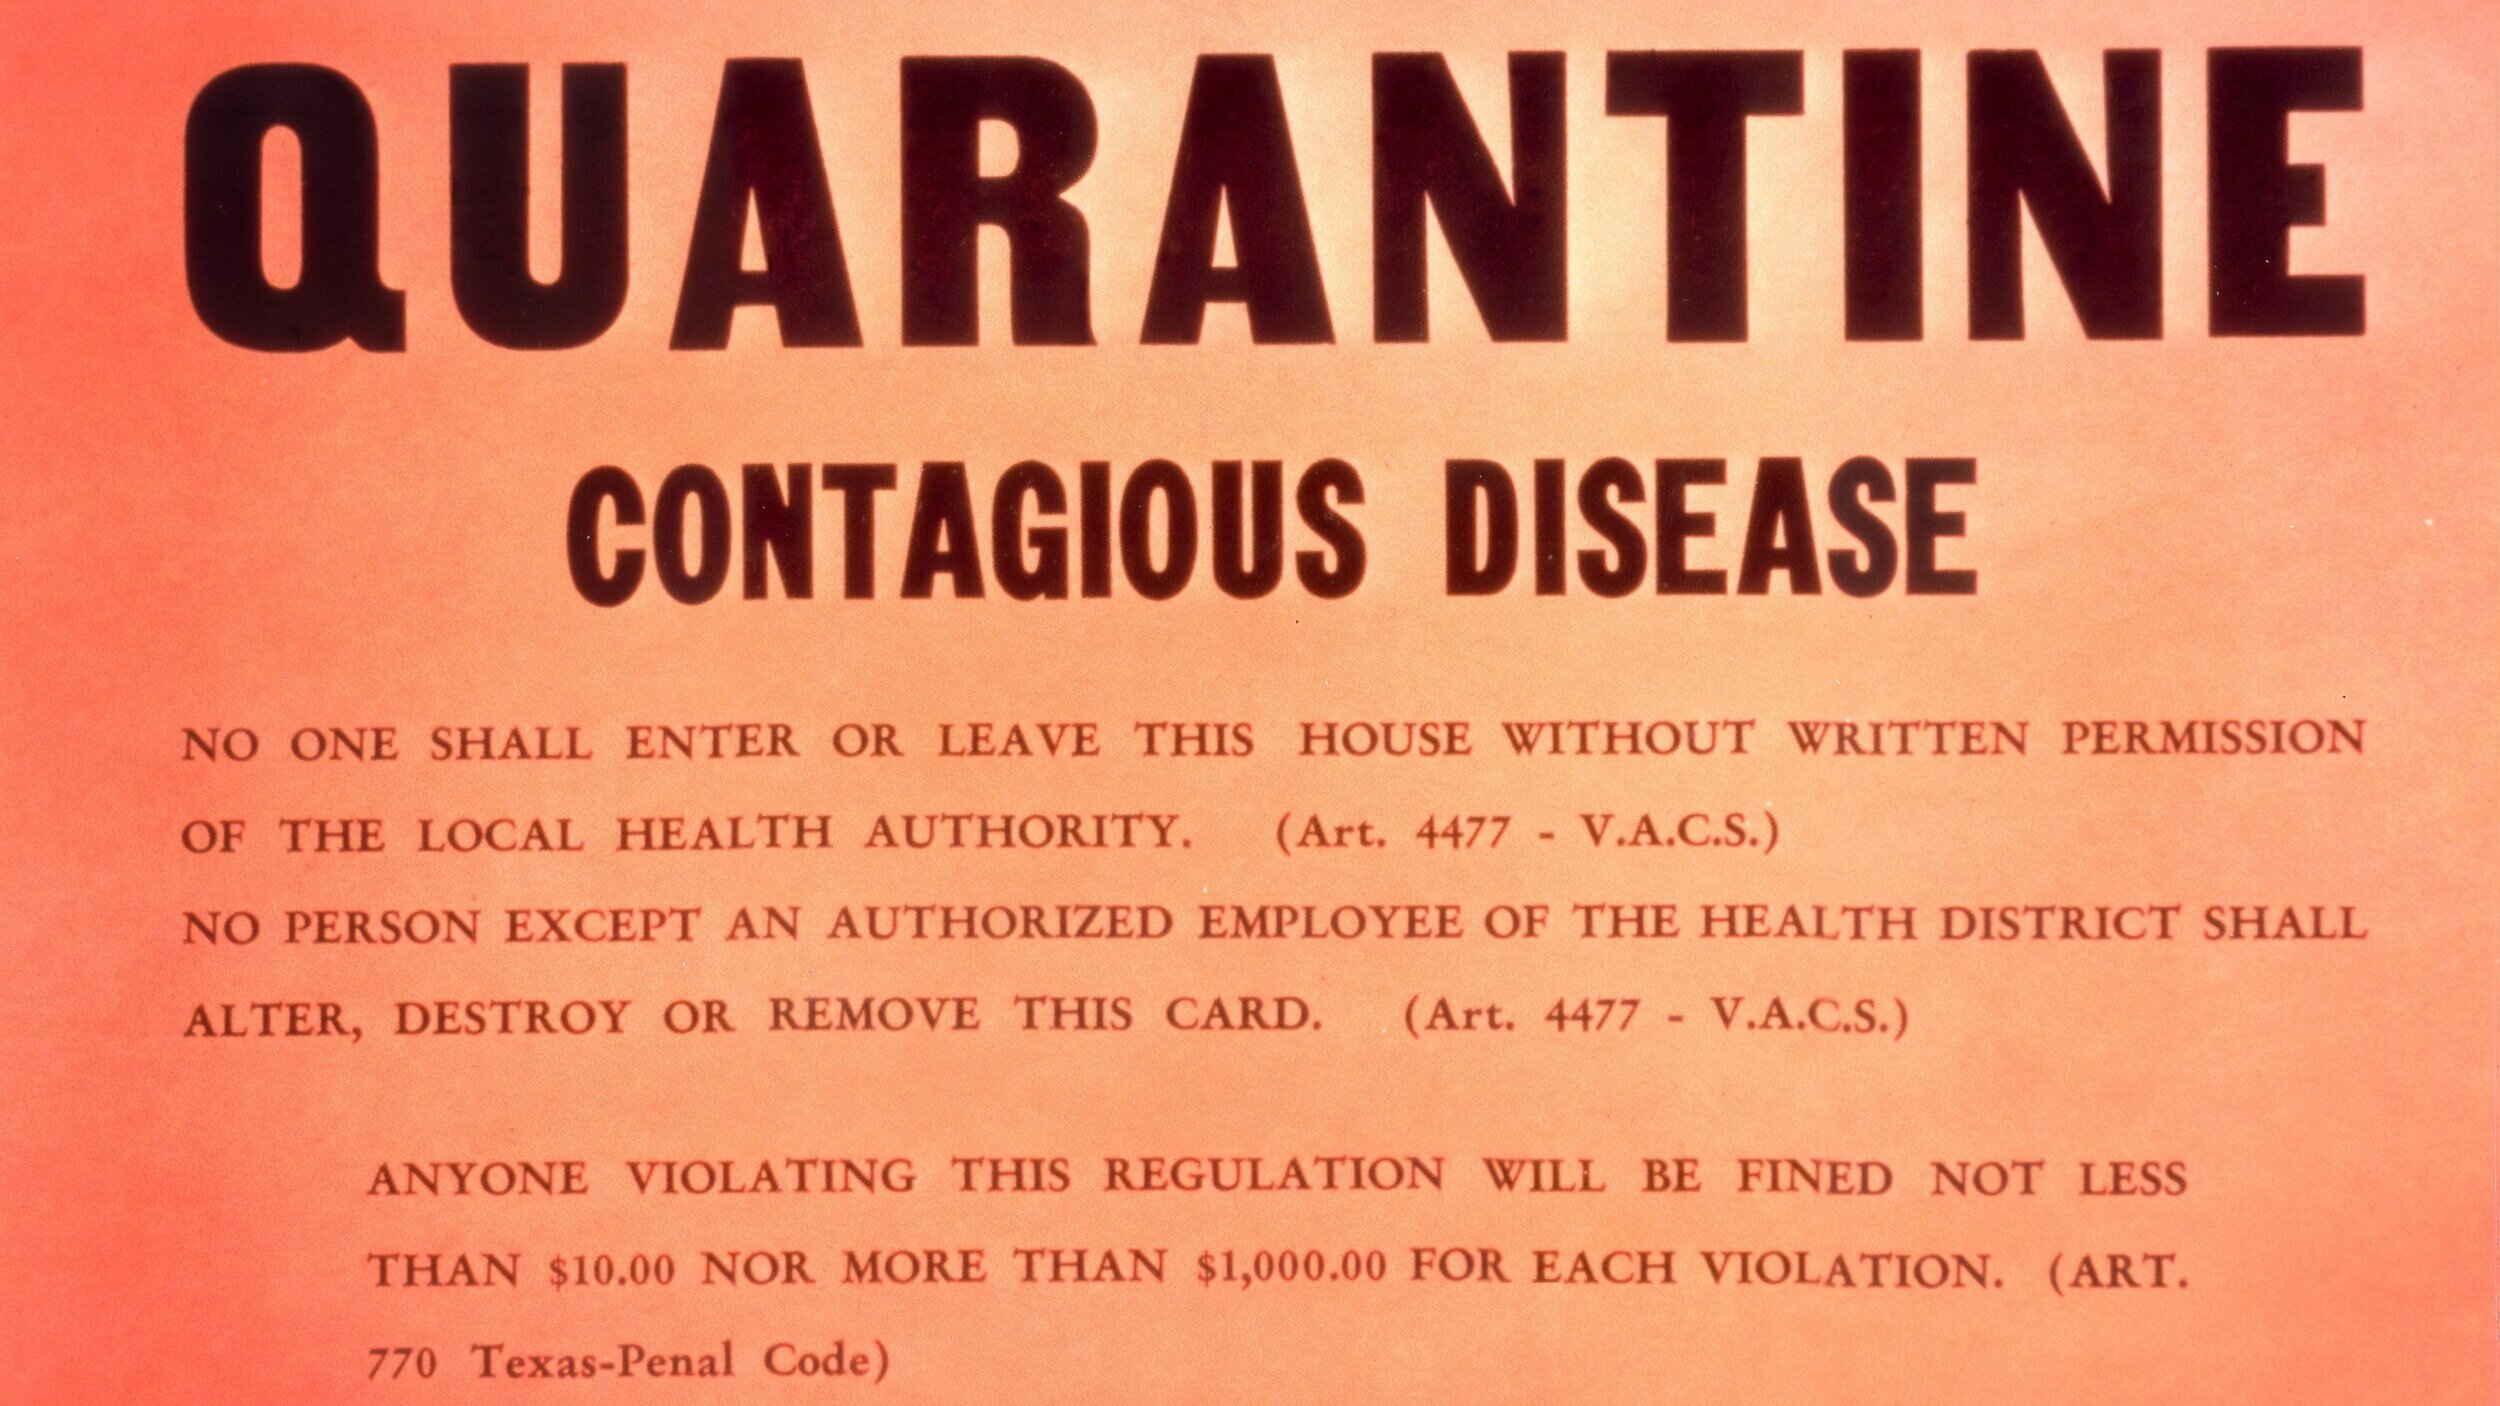 QUARANTINE
CONTAGIOUS DISEASE
NO ONE SHALL ENTER OR LEAVE THIS HOUSE WITHOUT WRITTEN PERMISSION
OF THE LOCAL HEALTH AUTHORITY. (Art. 4477 - V.A.C.S.)
NO PERSON EXCEPT AN AUTHORIZED EMPLOYEE OF THE HEALTH DISTRICT SHALL
ALTER, DESTROY OR REMOVE THIS CARD. (Art. 4477 - V.A.C.S.)
ANYONE VIOLATING THIS REGULATION WILL BE FINED NOT LESS
THAN $10.00 NOR MORE THAN $1,000.00 FOR EACH VIOLATION. (ART.
770 Texas-Penal Code)